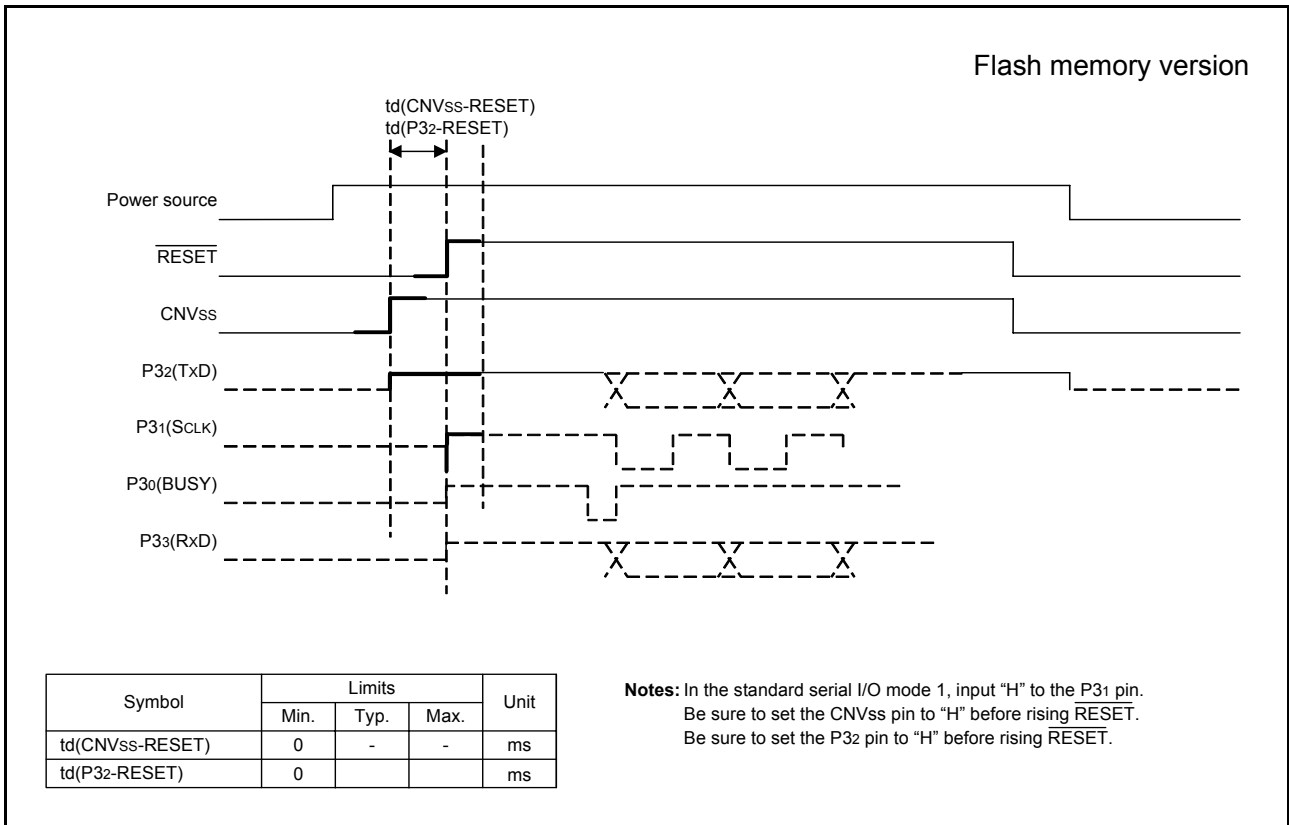 Flash memory version
td(CNVss-RESET)
td(P32-RESET)
Power source
RESET
CNVss
P32(TxD)
P31(SCLK)
P30(BUSY)
P33(RxD)
Symbol Limits Unit
Min. Typ. Max.
td(CNVss-RESET) 0 - - ms
td(P32-RESET) 0 ms
Notes: In the standard serial I/O mode 1, input “H” to the P31 pin.
Be sure to set the CNVss pin to “H” before rising RESET.
Be sure to set the P32 pin to “H” before rising RESET.